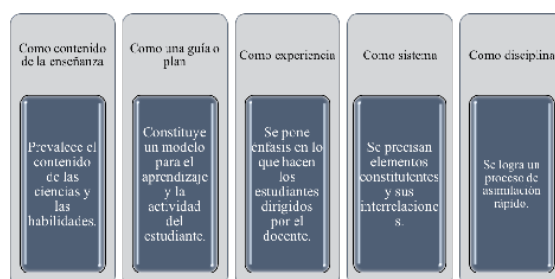 Como contenido
de la enseñanza
Prevalece el
contenido
de las
ciencias y
las
habilidades.
Como una guía o
plan
Constituye
un modelo
para el
aprendizaje
y la
actividad
del
estudiante.
Como experiencia
Se pone
énfasis en lo
que hacen
los
estudiantes
dirigidos
por el
docente.
Como sistema
Se precisan
elementos
constitutentes
y sus
interrelacione
s.
Como disciplina
Se logra un
proceso de
asimilación
rápido.